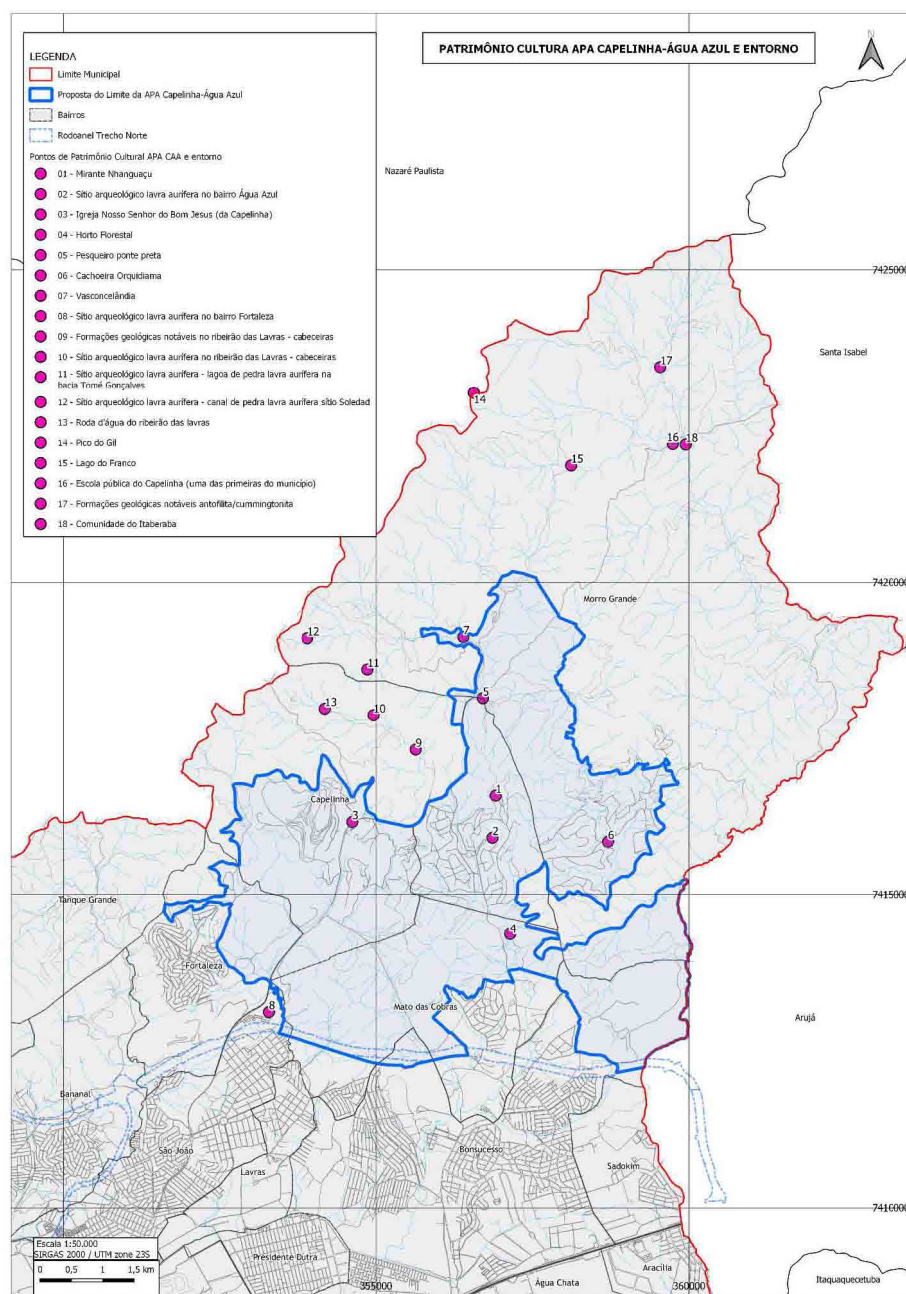 PATRIMÔNIO CULTURA APA CAPELINHA-ÁGUA AZUL E ENTORNO
N
LEGENDA
Limite Municipal
Proposta do Limite da APA Capelinha-Água Azul
Bairros
Rodoanel Trecho Norte
Pontos de Patrimônio Cultural APA CAA e entorno
01 - Mirante Nhanguaçu
02 - Sítio arqueológico lavra aurífera no bairro Água Azul
03 - Igreja Nosso Senhor do Bom Jesus (da Capelinha)
04 - Horto Florestal
05 - Pesqueiro ponte preta
06 - Cachoeira Orquidiama
07 - Vasconcelândia
08 - Sítio arqueológico lavra aurífera no bairro Fortaleza
09 - Formações geológicas notáveis no ribeirão das Lavras - cabeceiras
10 - Sítio arqueológico lavra aurífera no ribeirão das Lavras - cabeceiras
11 - Sítio arqueológico lavra aurífera - lagoa de pedra lavra aurífera na
bacia Tomé Gonçalves
12 - Sítio arqueológico lavra aurífera - canal de pedra lavra aurífera sítio Soledad
13 - Roda d'água do ribeirão das lavras
14 - Pico do Gil
15 - Lago do Franco
16 - Escola pública do Capelinha (uma das primeiras do município)
17 - Formações geológicas notáveis antofilita/cummingtonita
18 - Comunidade do Itaberaba
Nazaré Paulista
7425000
Santa Isabel
17
14
16 18
15
7420000
Morro Grande
12
7
11
5
13
10
9
1
Capelinha
3
2
6
7415000
Tanque Grande
4
Fortaleza
8
Mato das Cobras
Arujá
Bananal
São João
Bonsucesso
Lavras
Sadokim
7410000
Escala 1:50.000
SIRGAS 2000 / UTM zone 23S
0 0,5 1 1,5 km
Presidente Dutra
355000
360000
Água Chata
Aracília
Itaquaquecetuba